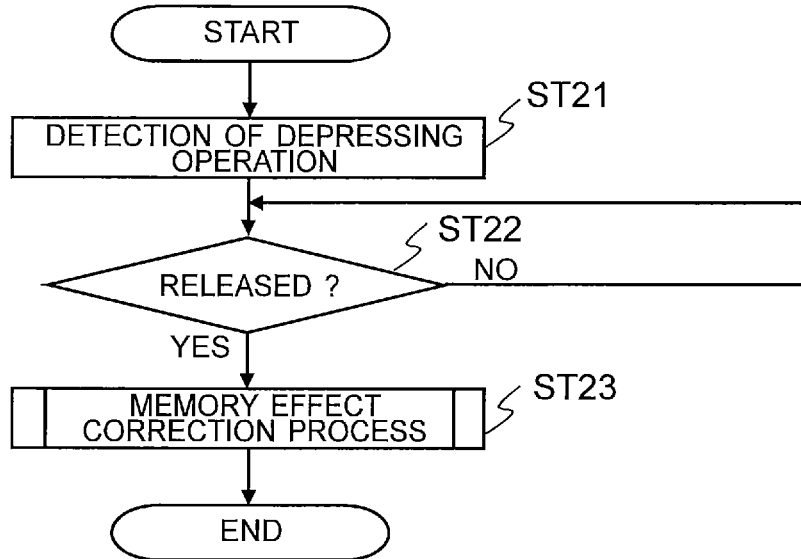 START
ST21
DETECTION OF DEPRESSING
OPERATION
ST22
RELEASED ?
NO
YES
ST23
MEMORY EFFECT
CORRECTION PROCESS
END